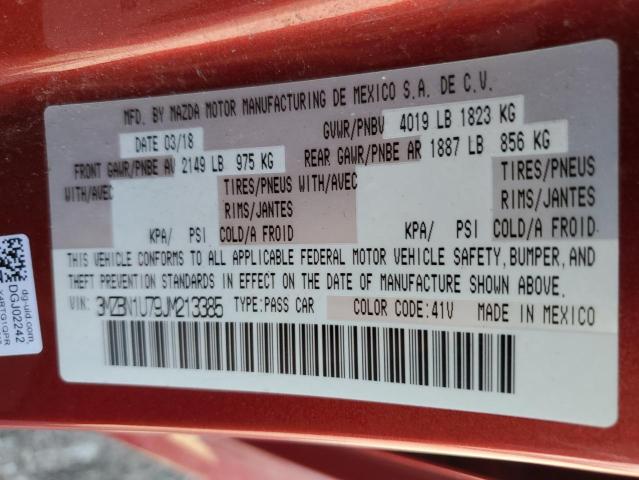 MFD. BY MAZDA MOTOR MANUFACTURING DE MEXICO S.A. DE C.V.
DATE 03/18 GVWR/PNBV 4019 LB 1823 KG
FRONT GAWR/PNBE AV 2149 LB 975 KG REAR GAWR/PNBE AR 1887 LB 856 KG
WITH/AVEC TIRES/PNEUS WITH/AVEC TIRES/PNEUS
RIMS/JANTES RIMS/JANTES
KPA/ PSI COLD/A FROID KPA/ PSI COLD/A FROID
THIS VEHICLE CONFORMS TO ALL APPLICABLE FEDERAL MOTOR VEHICLE SAFETY, BUMPER, AND
THEFT PREVENTION STANDARDS IN EFFECT ON THE DATE OF MANUFACTURE SHOWN ABOVE.
VIN: 3MZBN1U79JM213385 TYPE:PASS CAR COLOR CODE:41V MADE IN MEXICO
dg-uid.com
DGJ02242